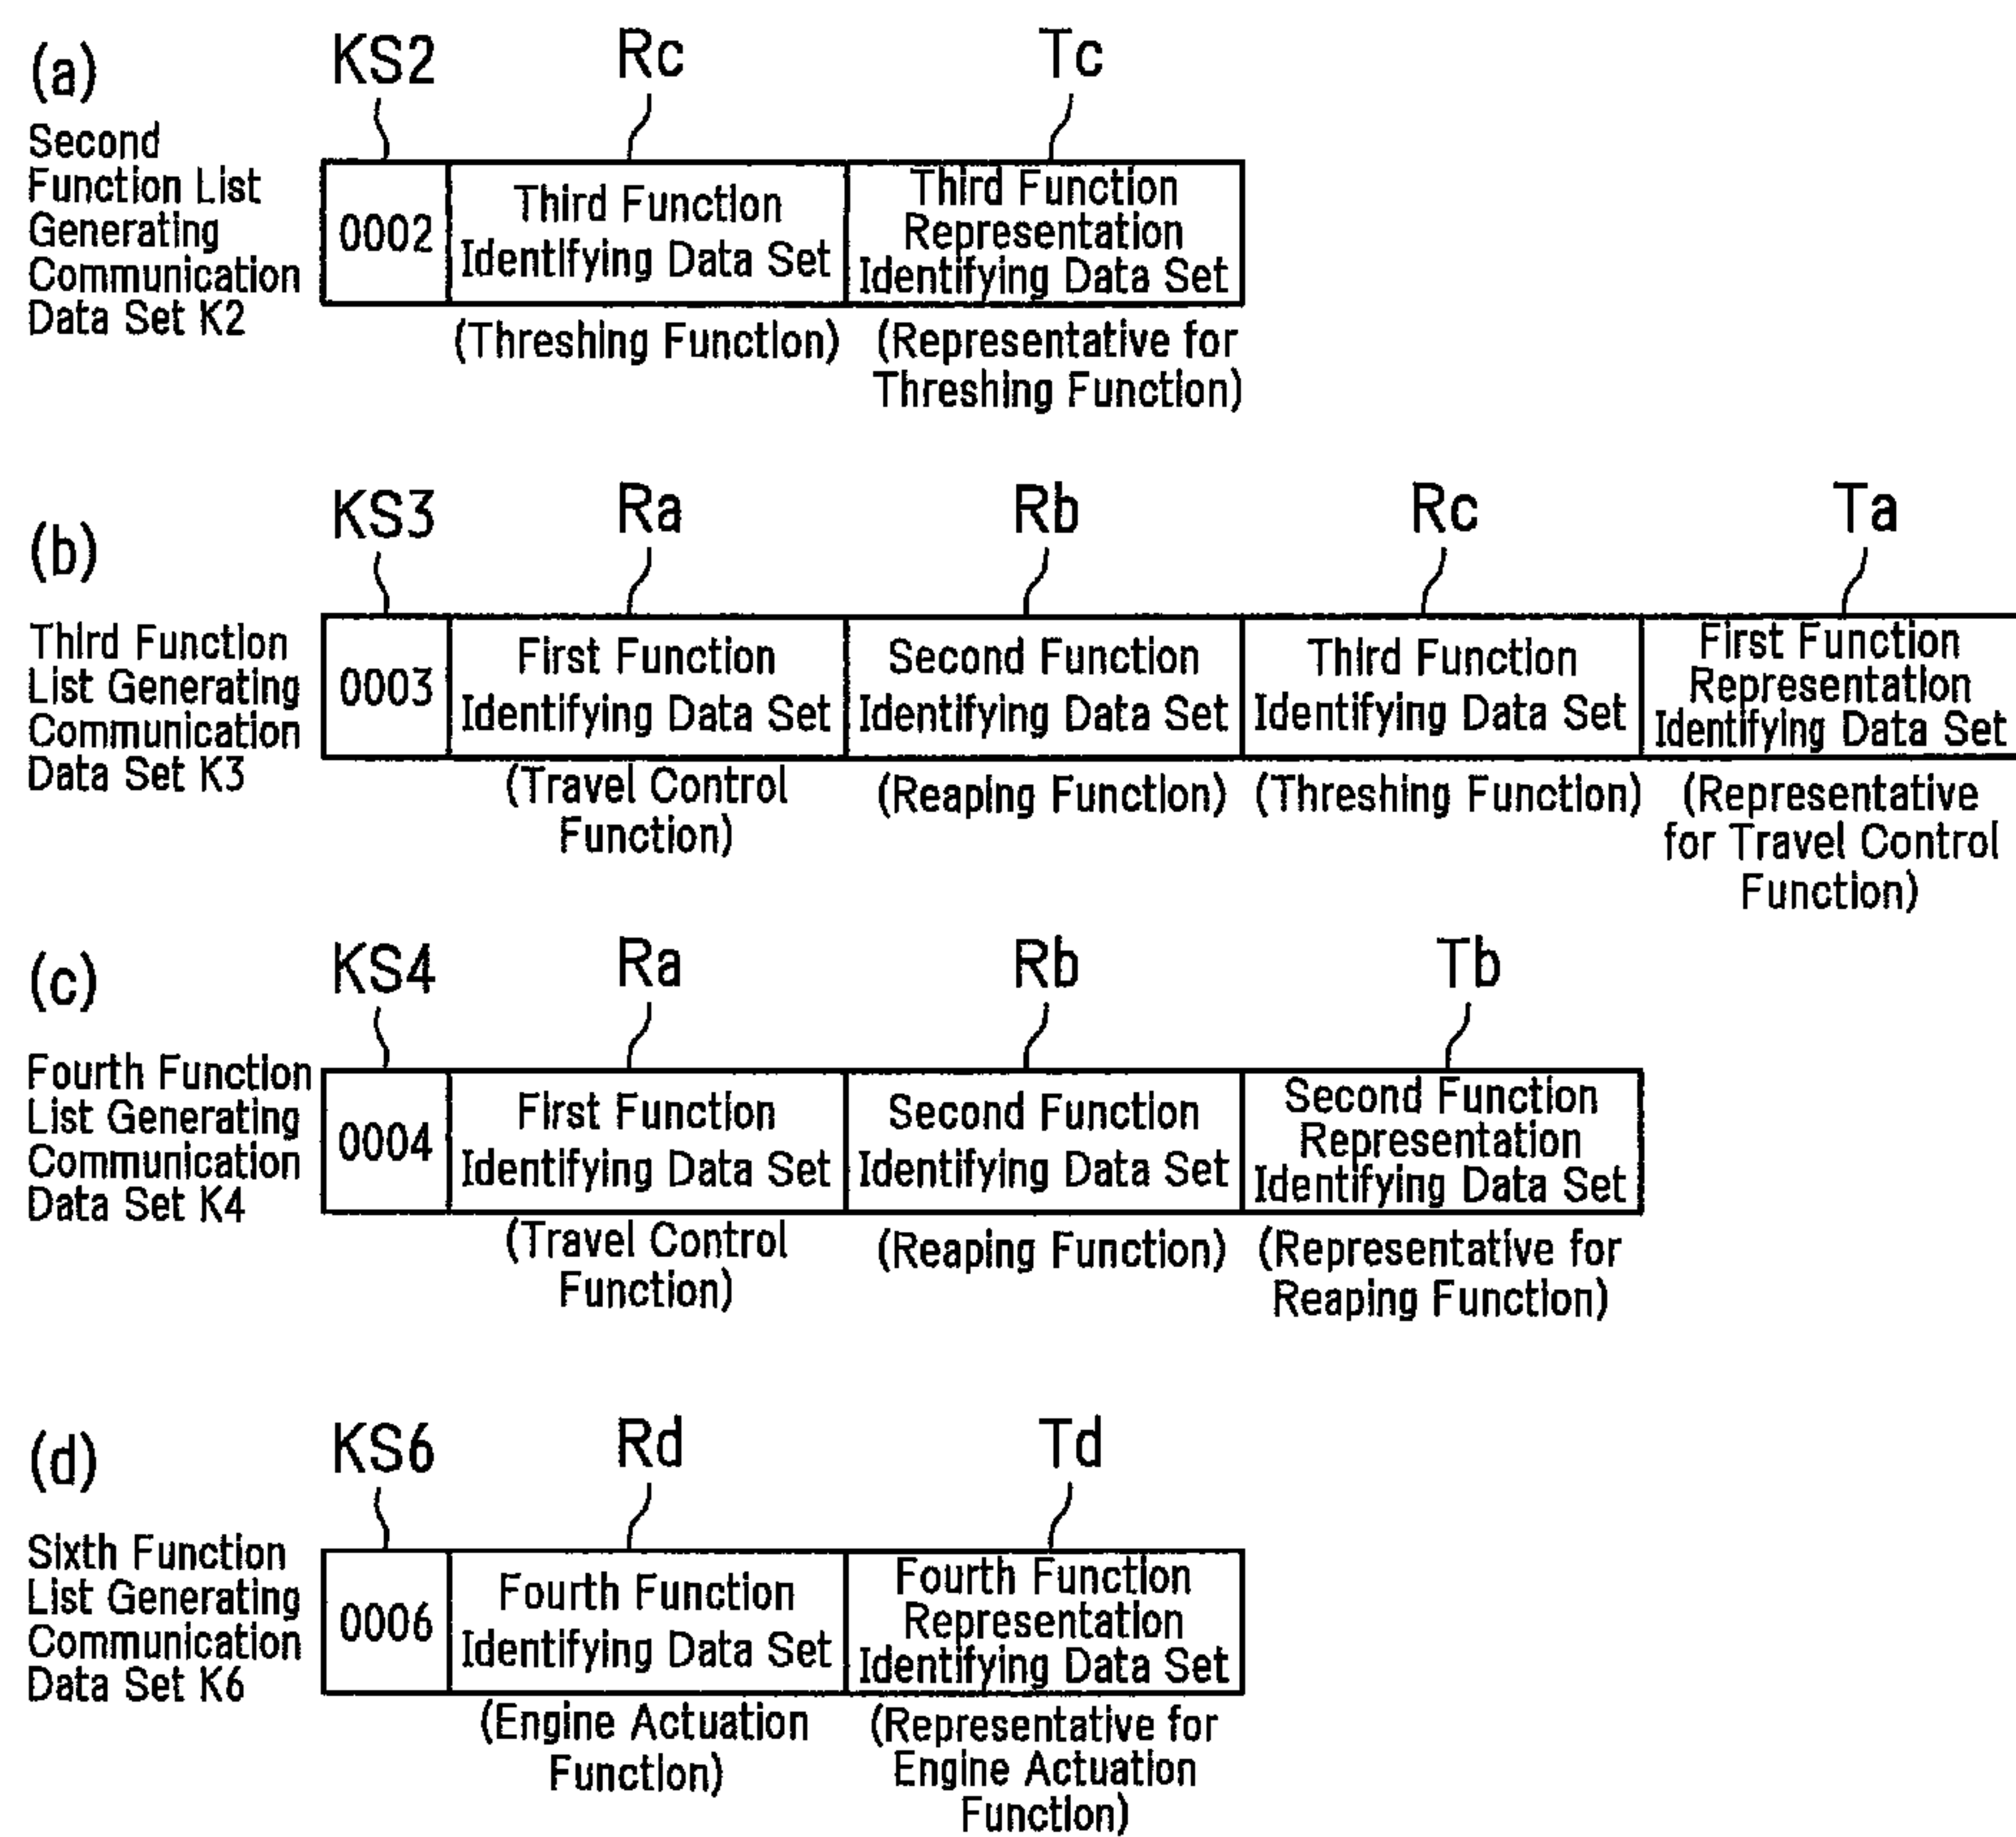 (a)
KS2 Rc Tc
Second
Function List
Generating
Communication
Data Set K2
0002
Third Function
Identifying Data Set
Third Function
Representation
Identifying Data Set
(Threshing Function)
(Representative for
Threshing Function)
(b)
KS3 Ra Rb Rc Ta
Third Function
List Generating
Communication
Data Set K3
0003
First Function
Identifying Data Set
Second Function
Identifying Data Set
Third Function
Identifying Data Set
First Function
Representation
Identifying Data Set
(Travel Control
Function)
(Reaping Function)
(Threshing Function)
(Representative
for Travel Control
Function)
(c)
KS4 Ra Rb Tb
Fourth Function
List Generating
Communication
Data Set K4
0004
First Function
Identifying Data Set
Second Function
Identifying Data Set
Second Function
Representation
Identifying Data Set
(Travel Control
Function)
(Reaping Function)
(Representative for
Reaping Function)
(d)
KS6 Rd Td
Sixth Function
List Generating
Communication
Data Set K6
0006
Fourth Function
Identifying Data Set
Fourth Function
Representation
Identifying Data Set
(Engine Actuation
Function)
(Representative for
Engine Actuation
Function)